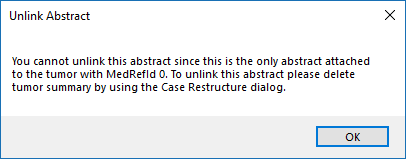 Unlink Abstract
You cannot unlink this abstract since this is the only abstract attached
to the tumor with MedRefId 0. To unlink this abstract please delete
tumor summary by using the Case Restructure dialog.
OK